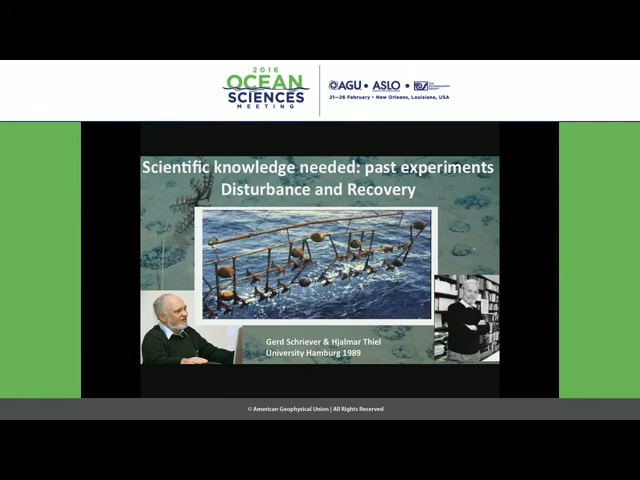 2016
OCEAN
SCIENCES
MEETING
AGU ASLO
21–26 February • New Orleans, Louisiana, USA
Scientific knowledge needed: past experiments
Disturbance and Recovery
Gerd Schriever & Hjalmar Thiel
University Hamburg 1989
© American Geophysical Union | All Rights Reserved